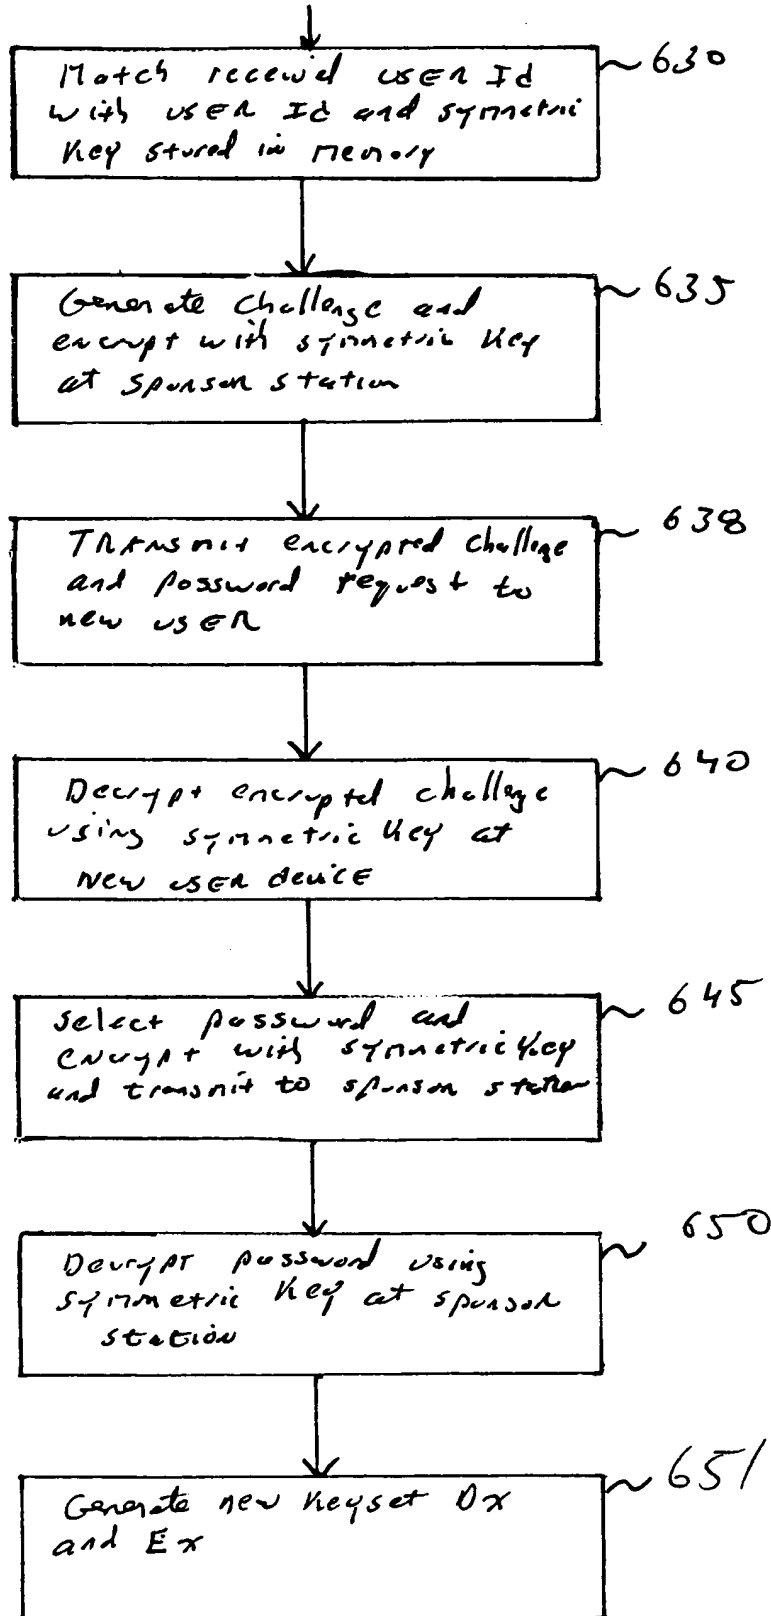 Match receivd USER Id
with USER Id and symmetric
Key stored in memory
630
Generate challenge and
encrypt with symmetric Key
at sponsor station
635
TRAnsmit encrypted challenge
and password request to
new USER
638
Decrypt encrypted challenge
using symmetric Key at
New USER device
640
Select password and
encrypt with symmetric Key
and transmit to sponsor station
645
Decrypt password using
symmetric Key at sponsor
station
650
Generate new Keyset Dx
and Ex
651